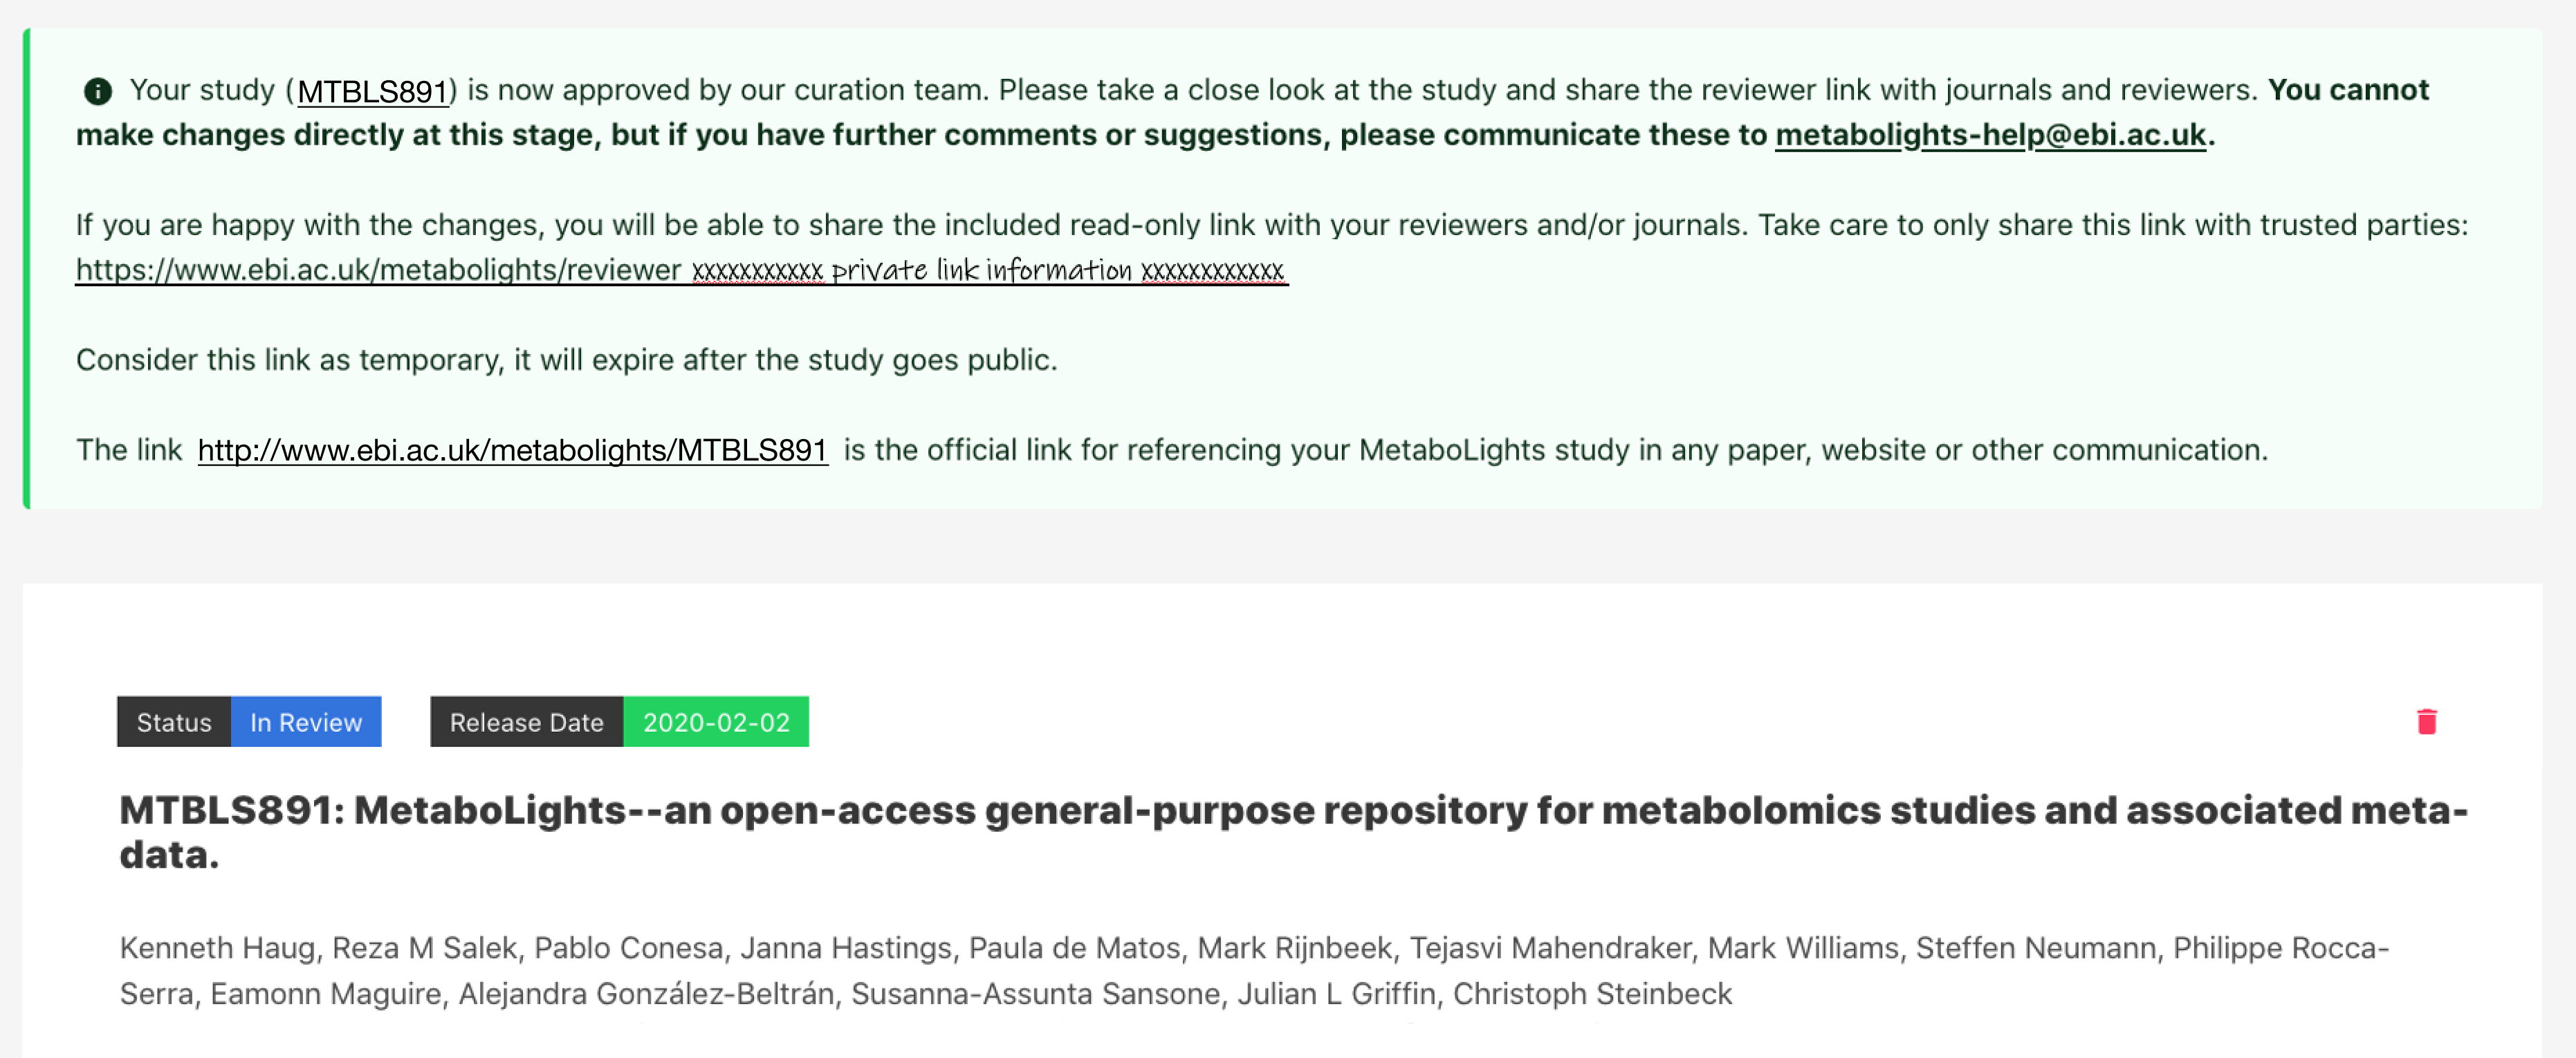 Your study (MTBLS891) is now approved by our curation team. Please take a close look at the study and share the reviewer link with journals and reviewers. You cannot
make changes directly at this stage, but if you have further comments or suggestions, please communicate these to metabolights-help@ebi.ac.uk.
If you are happy with the changes, you will be able to share the included read-only link with your reviewers and/or journals. Take care to only share this link with trusted parties:
https://www.ebi.ac.uk/metabolights/reviewer xxxxxxxxxxx private link information xxxxxxxxxxxx
Consider this link as temporary, it will expire after the study goes public.
The link http://www.ebi.ac.uk/metabolights/MTBLS891 is the official link for referencing your MetaboLights study in any paper, website or other communication.
Status In Review Release Date 2020-02-02
MTBLS891: MetaboLights--an open-access general-purpose repository for metabolomics studies and associated meta-
data.
Kenneth Haug, Reza M Salek, Pablo Conesa, Janna Hastings, Paula de Matos, Mark Rijnbeek, Tejasvi Mahendraker, Mark Williams, Steffen Neumann, Philippe Rocca-
Serra, Eamonn Maguire, Alejandra González-Beltrán, Susanna-Assunta Sansone, Julian L Griffin, Christoph Steinbeck